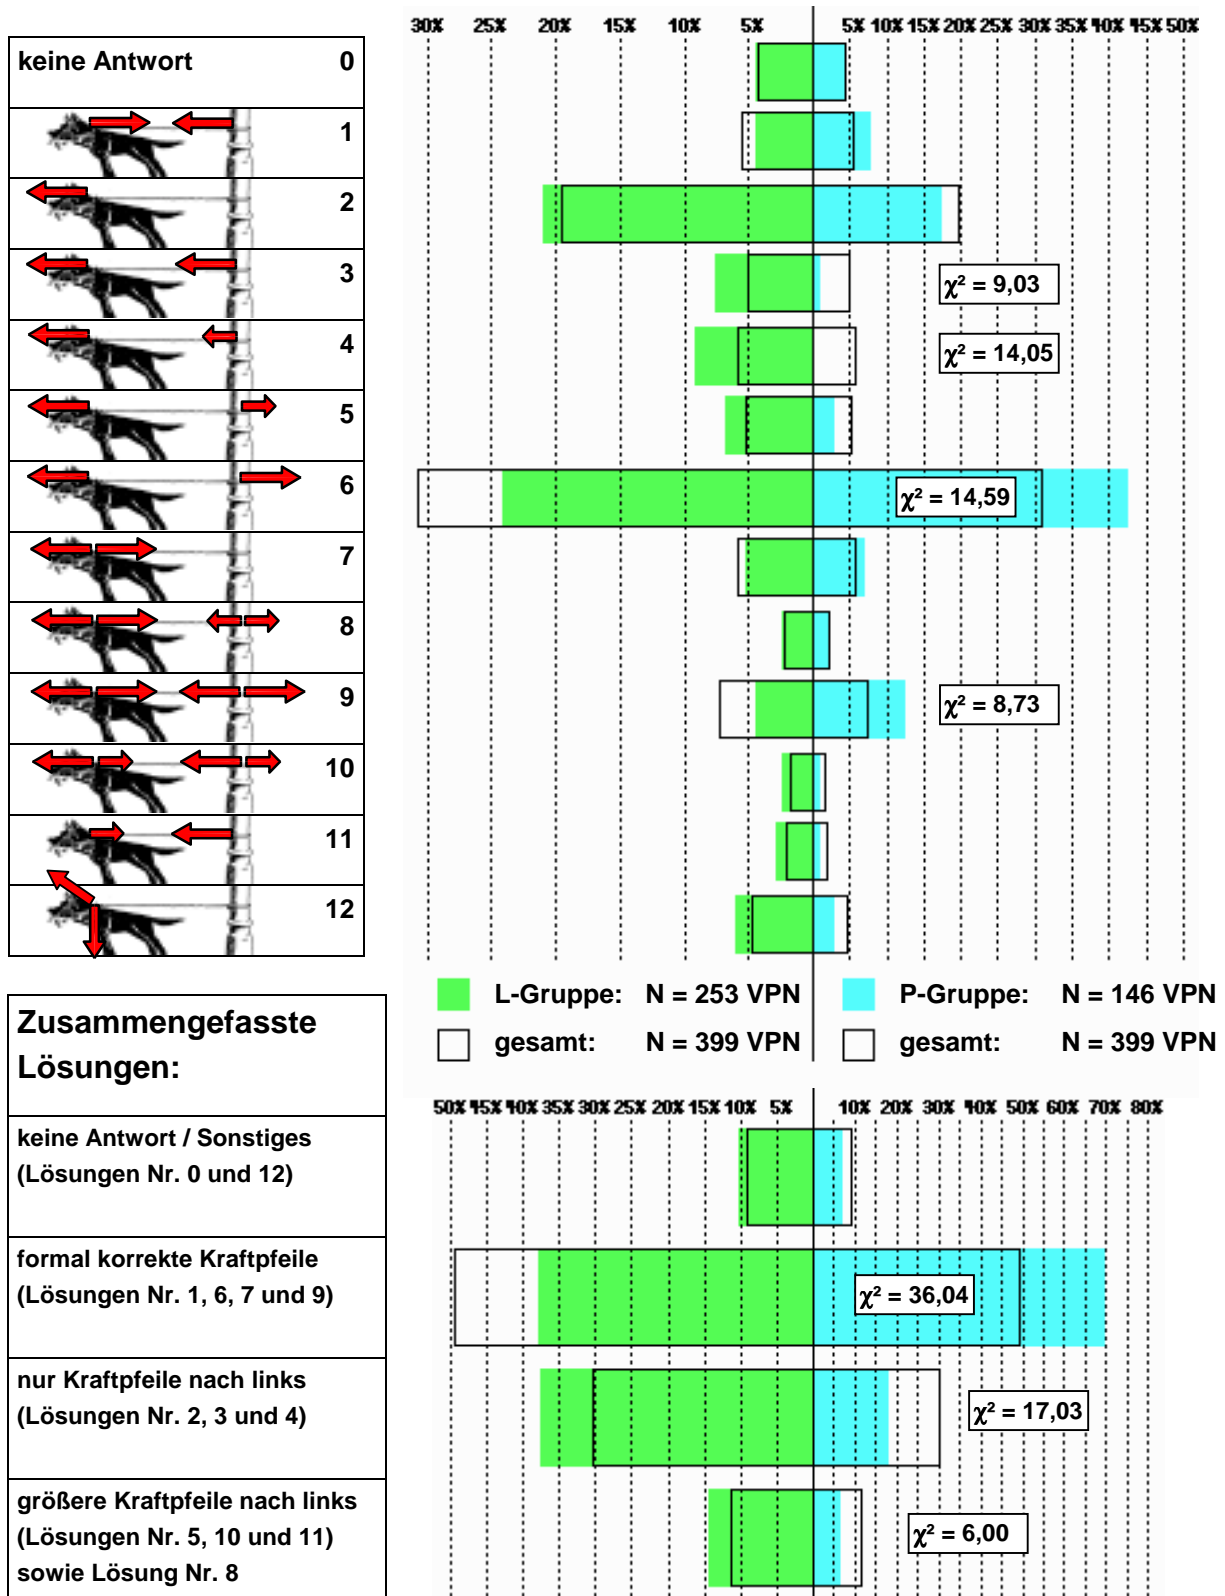 30% 25% 20% 15% 10% 5% 5% 10% 15% 20% 25% 30% 35% 40% 45% 50%
keine Antwort 0
1
2
3
χ² = 9,03
4
χ² = 14,05
5
6
χ² = 14,59
7
8
9
χ² = 8,73
10
11
12
L-Gruppe: N = 253 VPN P-Gruppe: N = 146 VPN
gesamt: N = 399 VPN gesamt: N = 399 VPN
Zusammengefasste
Lösungen:
50% 45% 40% 35% 30% 25% 20% 15% 10% 5% 10% 20% 30% 40% 50% 60% 70% 80%
keine Antwort / Sonstiges
(Lösungen Nr. 0 und 12)
formal korrekte Kraftpfeile
(Lösungen Nr. 1, 6, 7 und 9)
χ² = 36,04
nur Kraftpfeile nach links
(Lösungen Nr. 2, 3 und 4)
χ² = 17,03
größere Kraftpfeile nach links
(Lösungen Nr. 5, 10 und 11)
sowie Lösung Nr. 8
χ² = 6,00